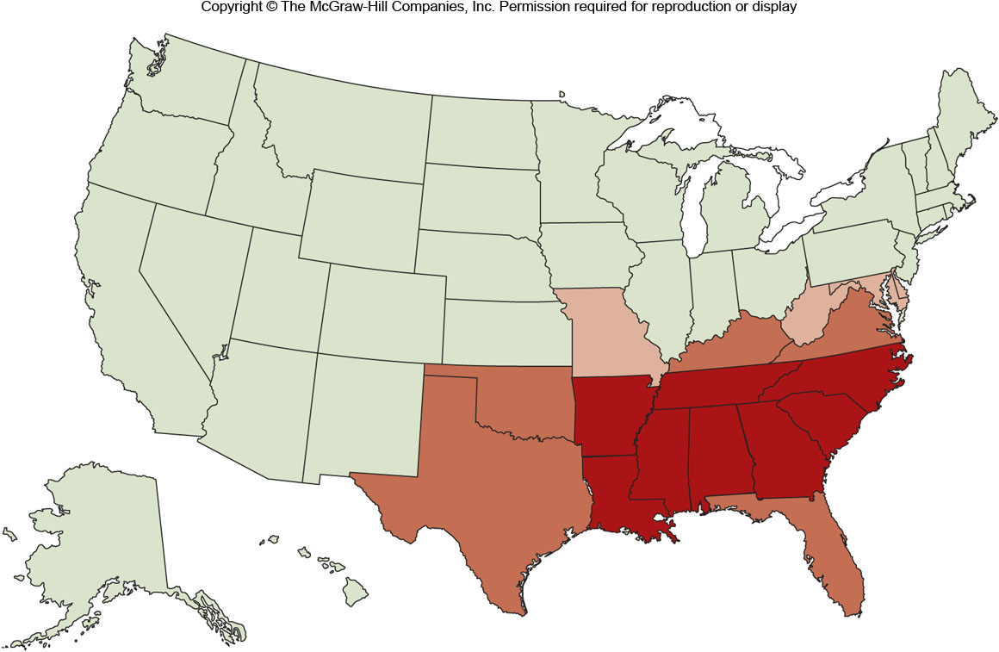 Copyright © The McGraw-Hill Companies, Inc. Permission required for reproduction or display